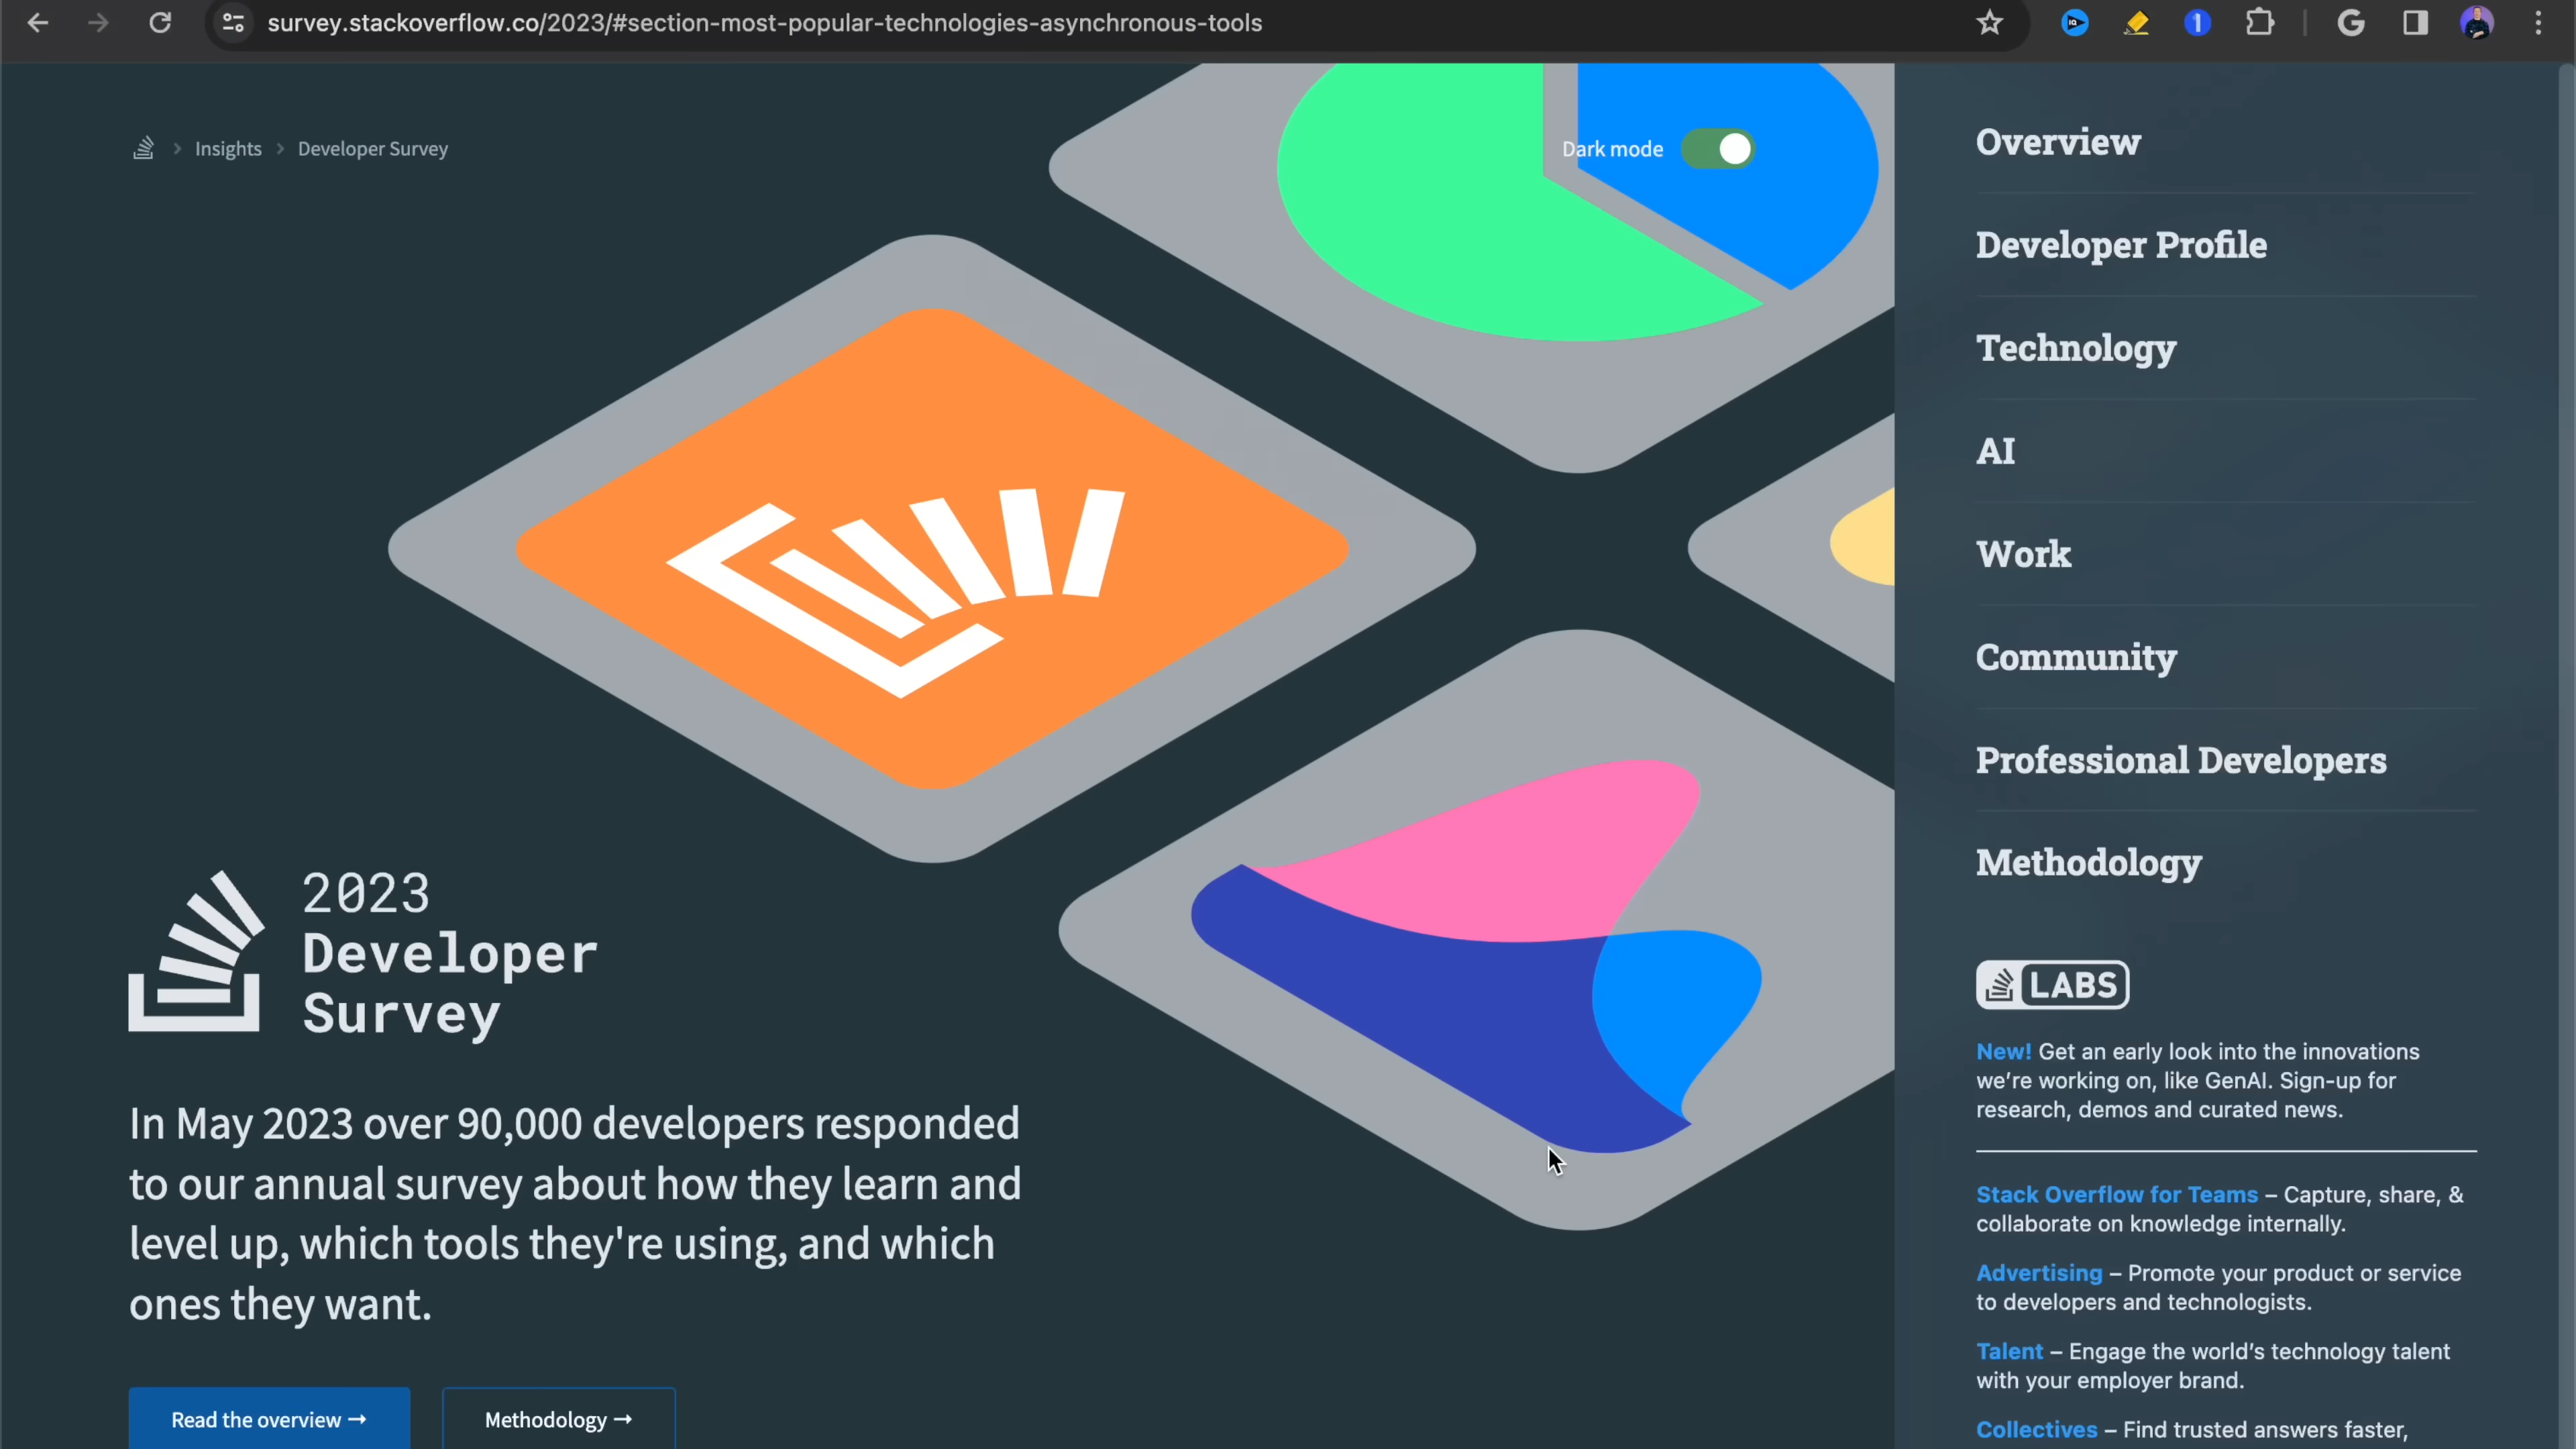 survey.stackoverflow.co/2023/#section-most-popular-technologies-asynchronous-tools
Insights
Developer Survey
Dark mode
2023
Developer
Survey
In May 2023 over 90,000 developers responded
to our annual survey about how they learn and
level up, which tools they're using, and which
ones they want.
Read the overview →
Methodology →
Overview
Developer Profile
Technology
AI
Work
Community
Professional Developers
Methodology
LABS
New! Get an early look into the innovations
we’re working on, like GenAI. Sign-up for
research, demos and curated news.
Stack Overflow for Teams – Capture, share, &
collaborate on knowledge internally.
Advertising – Promote your product or service
to developers and technologists.
Talent – Engage the world’s technology talent
with your employer brand.
Collectives – Find trusted answers faster,